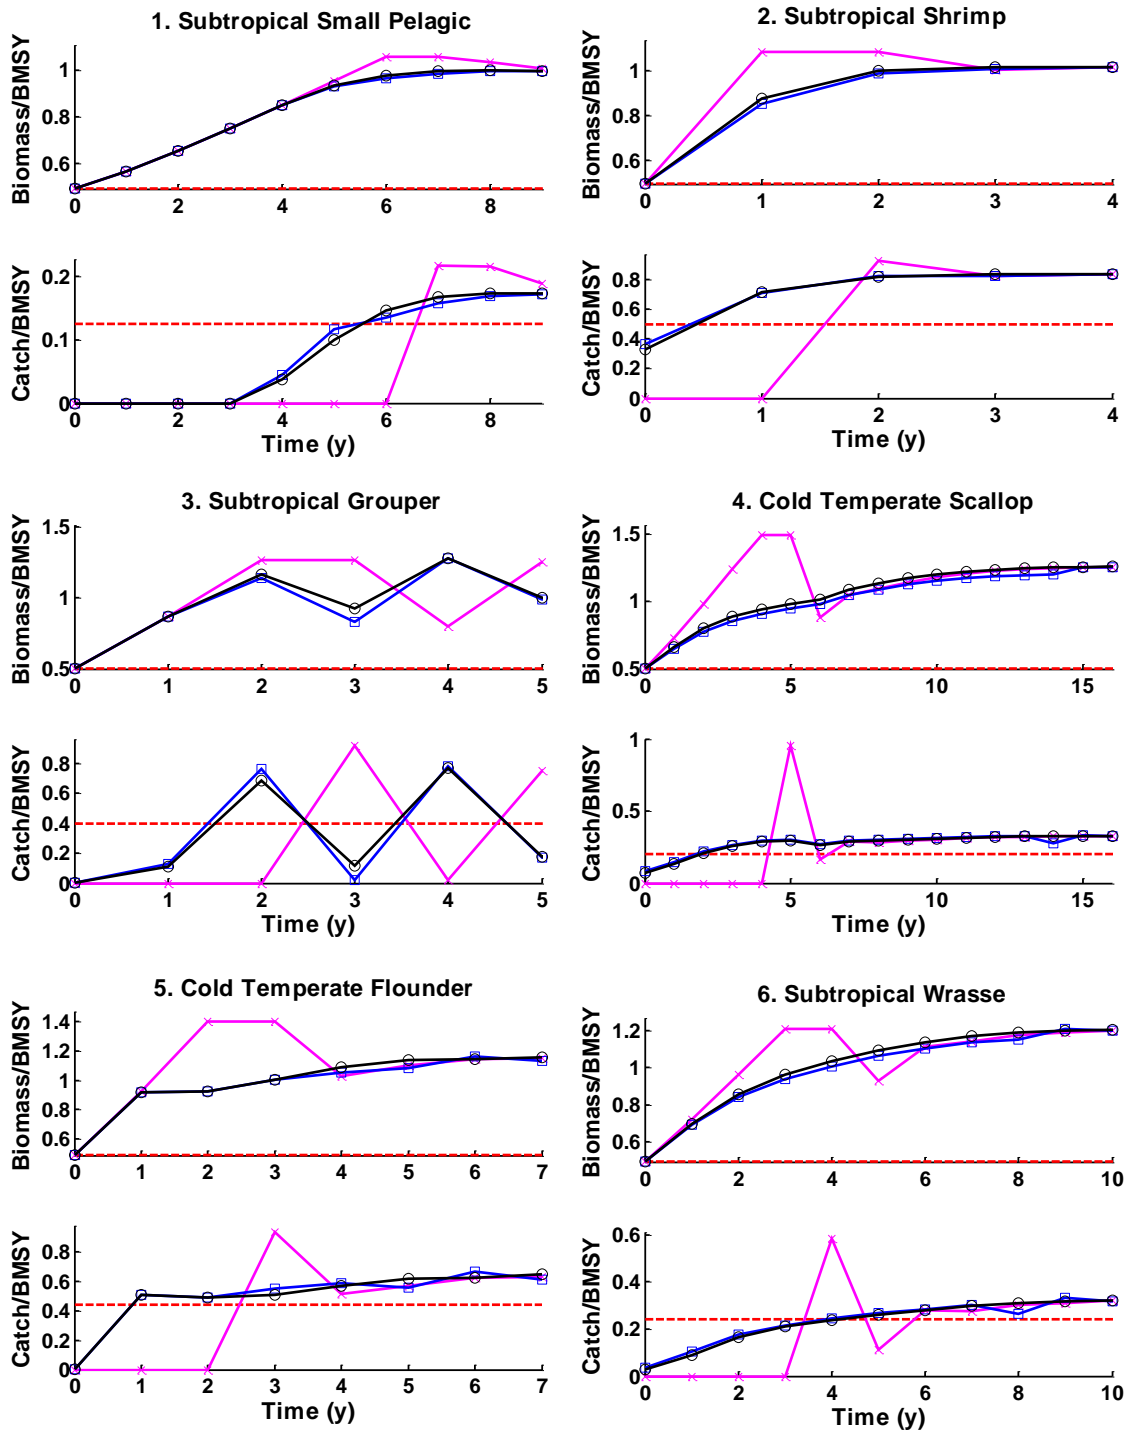 1. Subtropical Small Pelagic
Biomass/BMSY
1
0.6
0 2 4 6 8
Catch/BMSY
0.2
0.1
0
0 2 4 6 8
Time (y)
2. Subtropical Shrimp
Biomass/BMSY
1
0.6
0 1 2 3 4
Catch/BMSY
0.8
0.6
0.4
0.2
0
0 1 2 3 4
Time (y)
3. Subtropical Grouper
Biomass/BMSY
1.5
1
0.5
0 1 2 3 4 5
Catch/BMSY
0.8
0.6
0.4
0.2
0
0 1 2 3 4 5
Time (y)
4. Cold Temperate Scallop
Biomass/BMSY
1.5
1
0.5
0 5 10 15
Catch/BMSY
1
0.5
0
0 5 10 15
Time (y)
5. Cold Temperate Flounder
Biomass/BMSY
1.4
1.2
1
0.8
0.6
0 1 2 3 4 5 6 7
Catch/BMSY
0.8
0.6
0.4
0.2
0
0 1 2 3 4 5 6 7
Time (y)
6. Subtropical Wrasse
Biomass/BMSY
1.2
1
0.8
0.6
0 2 4 6 8 10
Catch/BMSY
0.6
0.4
0.2
0
0 2 4 6 8 10
Time (y)